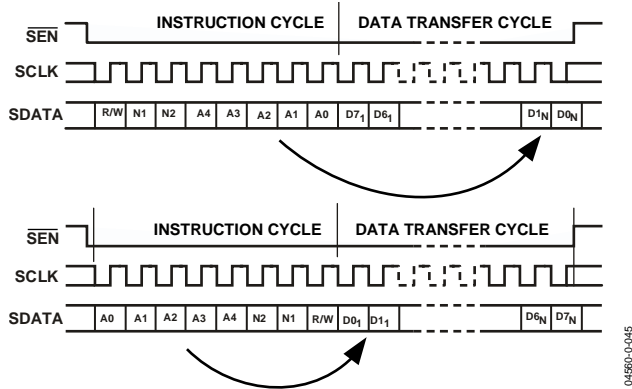 INSTRUCTION CYCLE DATA TRANSFER CYCLE
SEN
SCLK
SDATA R/W N1 N2 A4 A3 A2 A1 A0 D7₁ D6₁ D1N D0N
INSTRUCTION CYCLE DATA TRANSFER CYCLE
SEN
SCLK
SDATA A0 A1 A2 A3 A4 N2 N1 R/W D0₁ D1₁ D6N D7N
04560-0-045